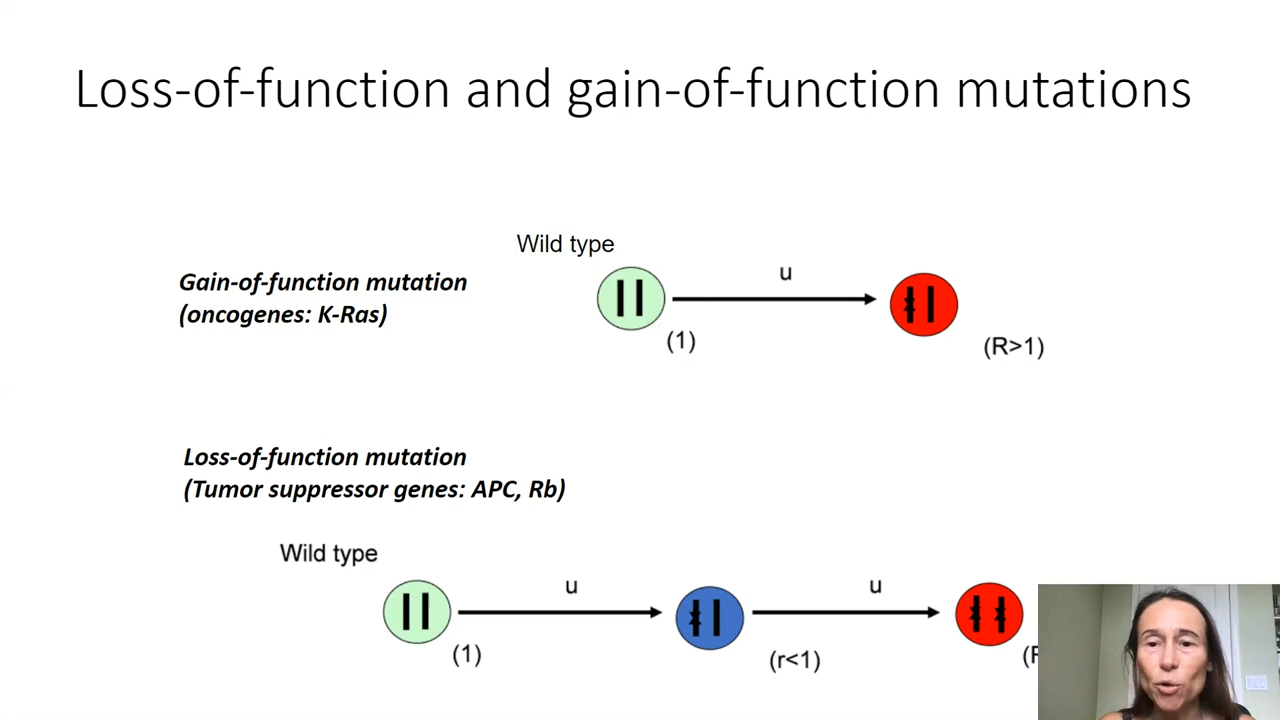 Loss-of-function and gain-of-function mutations
Wild type
Gain-of-function mutation
(oncogenes: K-Ras)
u
(1)
(R>1)
Loss-of-function mutation
(Tumor suppressor genes: APC, Rb)
Wild type
u
u
(1)
(r<1)